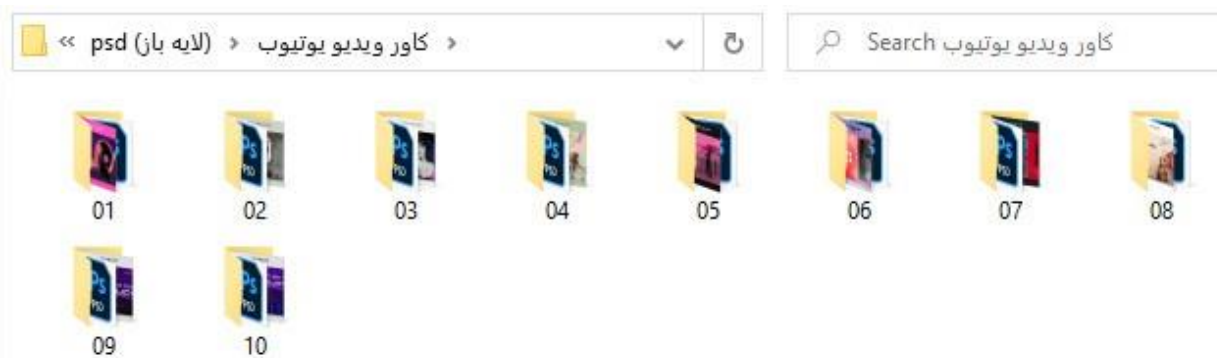 « psd (لایه باز) › کاور ویدیو یوتیوب ›
Search کاور ویدیو یوتیوب
01 02 03 04 05 06 07 08
09 10